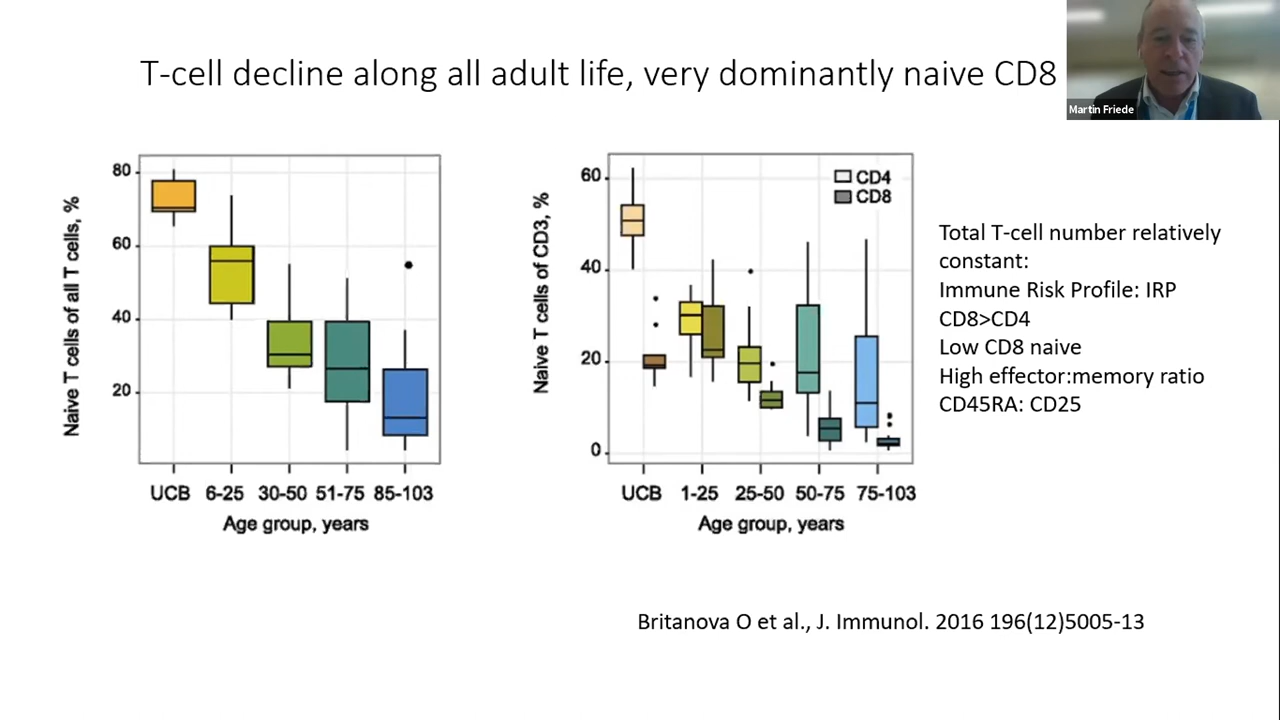 T-cell decline along all adult life, very dominantly naive CD8
Martin Friede
Naive T cells of all T cells, %
80
60
40
20
UCB 6-25 30-50 51-75 85-103
Age group, years
Naive T cells of CD3, %
60
40
20
0
CD4
CD8
UCB 1-25 25-50 50-75 75-103
Age group, years
Total T-cell number relatively
constant:
Immune Risk Profile: IRP
CD8>CD4
Low CD8 naive
High effector:memory ratio
CD45RA: CD25
Britanova O et al., J. Immunol. 2016 196(12)5005-13